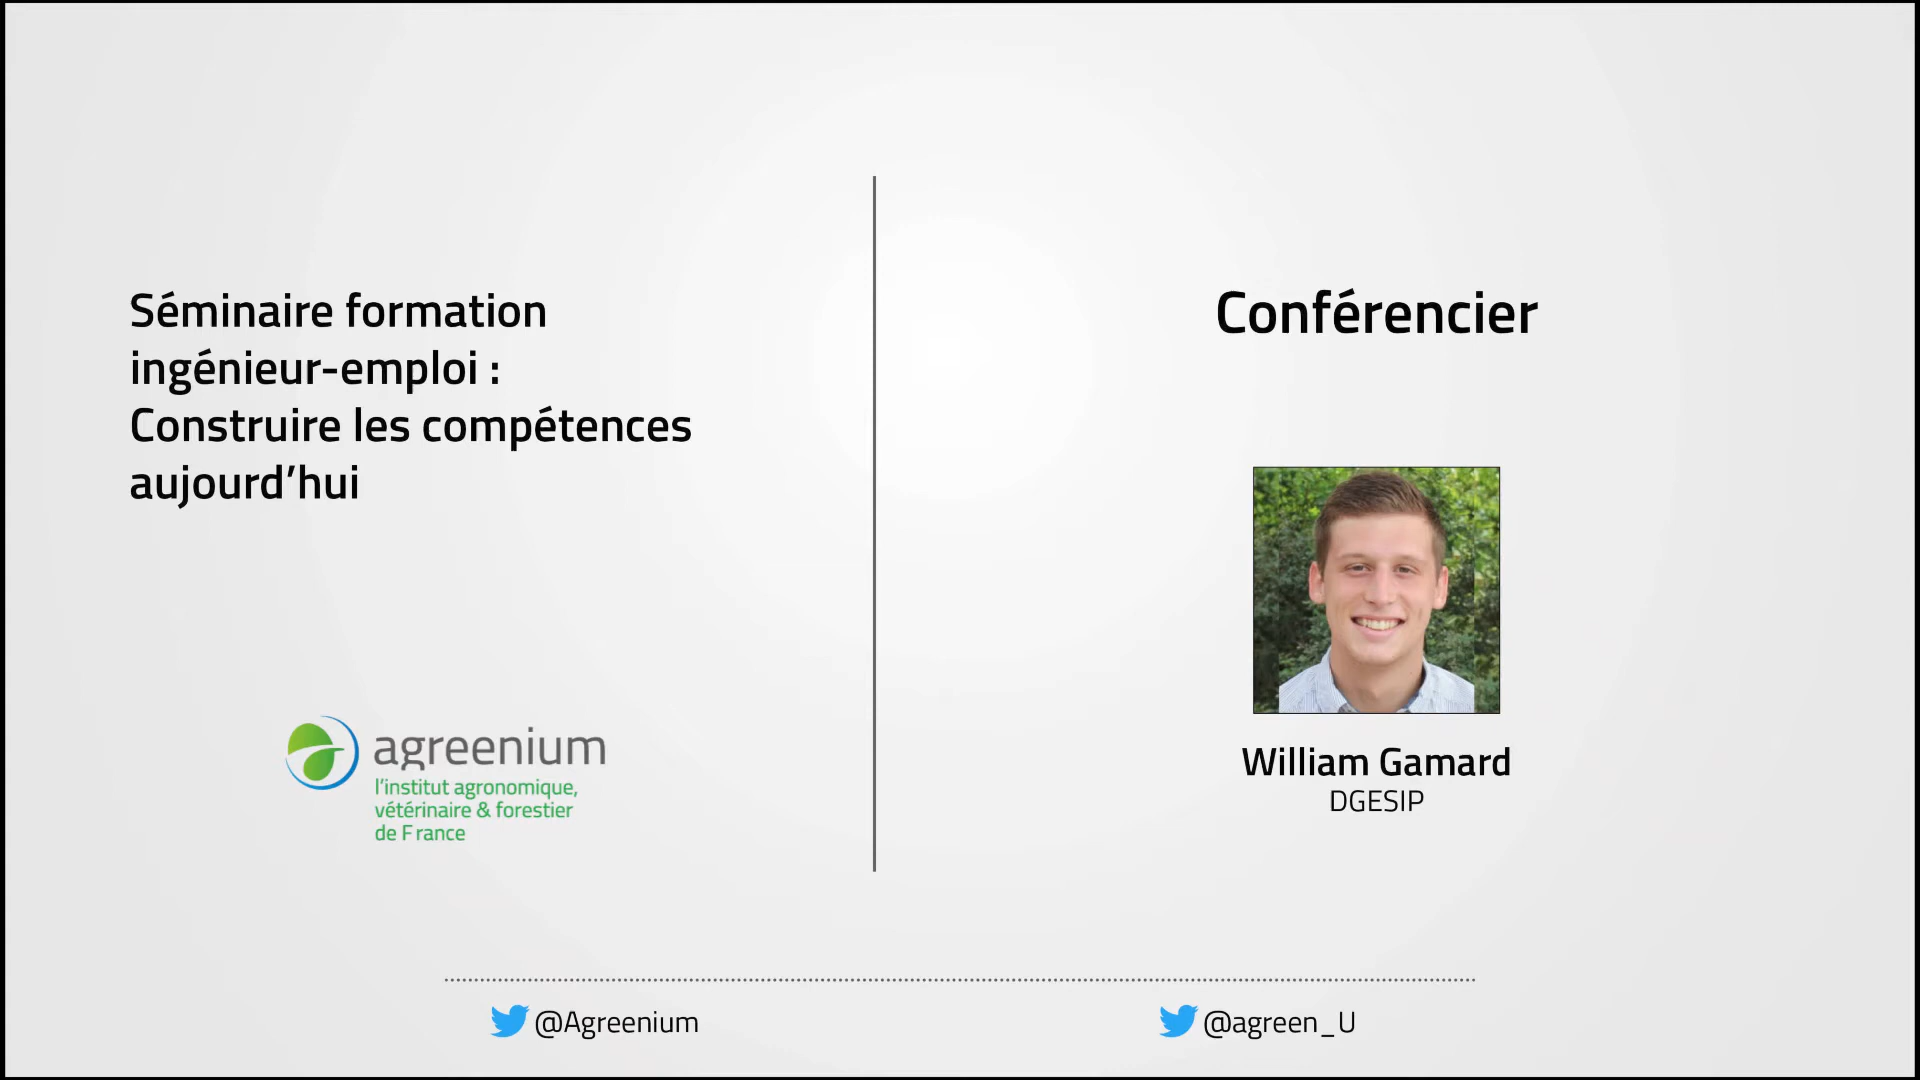 Séminaire formation
ingénieur-emploi :
Construire les compétences
aujourd’hui
agreenium
l’institut agronomique,
vétérinaire & forestier
de France
Conférencier
William Gamard
DGESIP
@Agreenium
@agreen_U